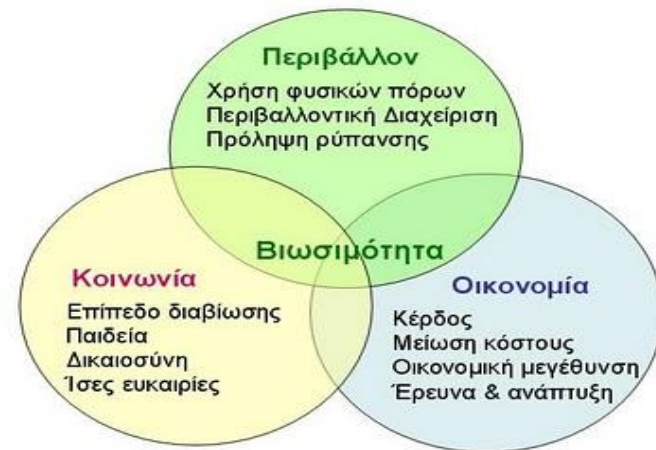 Περιβάλλον
Χρήση φυσικών πόρων
Περιβαλλοντική Διαχείριση
Πρόληψη ρύπανσης
Βιωσιμότητα
Κοινωνία
Επίπεδο διαβίωσης
Παιδεία
Δικαιοσύνη
Ίσες ευκαιρίες
Οικονομία
Κέρδος
Μείωση κόστους
Οικονομική μεγέθυνση
Έρευνα & ανάπτυξη